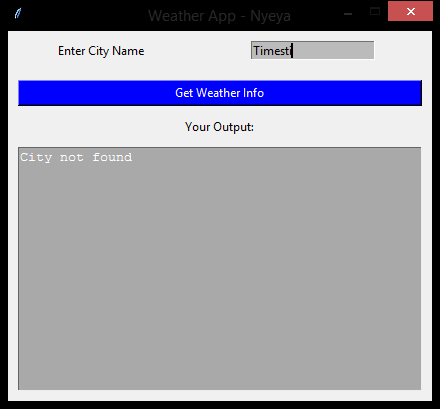 Weather App - Nyeya
Enter City Name Timesti
Get Weather Info
Your Output:
City not found